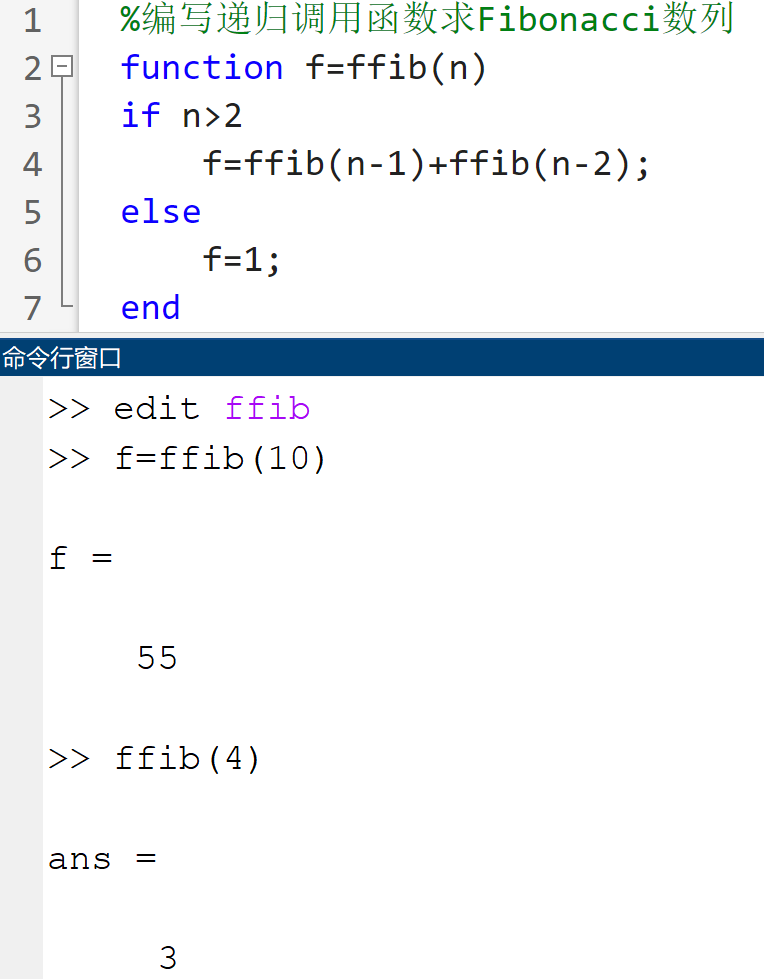 1 %编写递归调用函数求Fibonacci数列
2 function f=ffib(n)
3 if n>2
4 f=ffib(n-1)+ffib(n-2);
5 else
6 f=1;
7 end
命令行窗口
>> edit ffib
>> f=ffib(10)
f =
55
>> ffib(4)
ans =
3